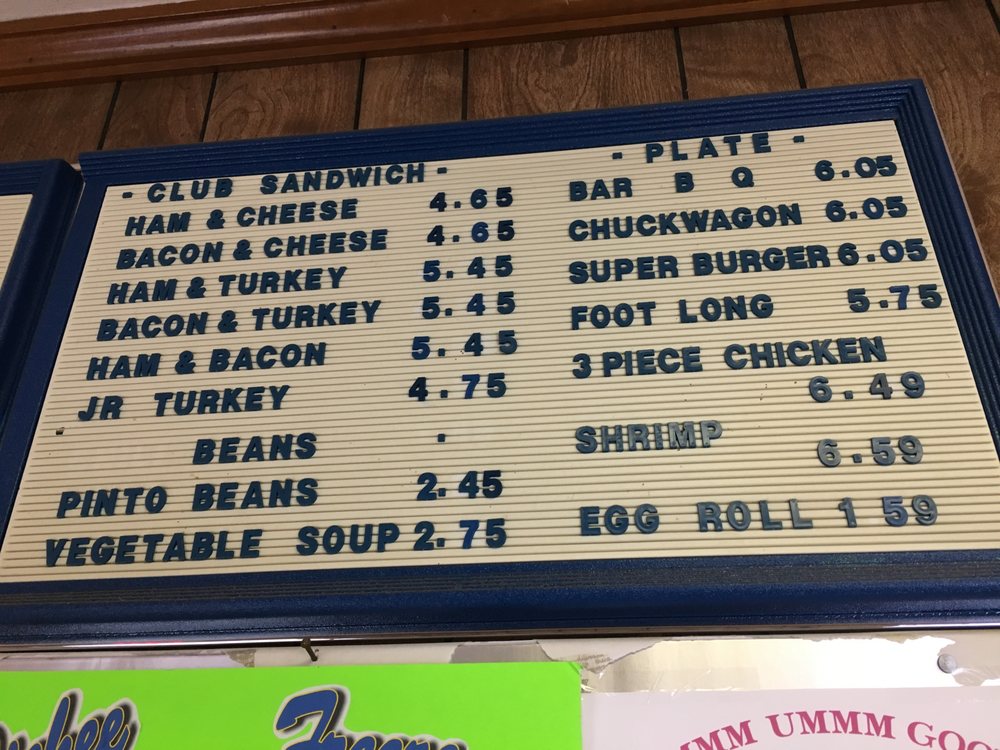 - CLUB SANDWICH -
HAM & CHEESE 4.65
BACON & CHEESE 4.65
HAM & TURKEY 5.45
BACON & TURKEY 5.45
HAM & BACON 5.45
JR TURKEY 4.75
BEANS .
PINTO BEANS 2.45
VEGETABLE SOUP 2.75
- PLATE -
BAR B Q 6.05
CHUCKWAGON 6.05
SUPER BURGER 6.05
FOOT LONG 5.75
3 PIECE CHICKEN
6.49
SHRIMP
6.59
EGG ROLL 1 59
UMMM